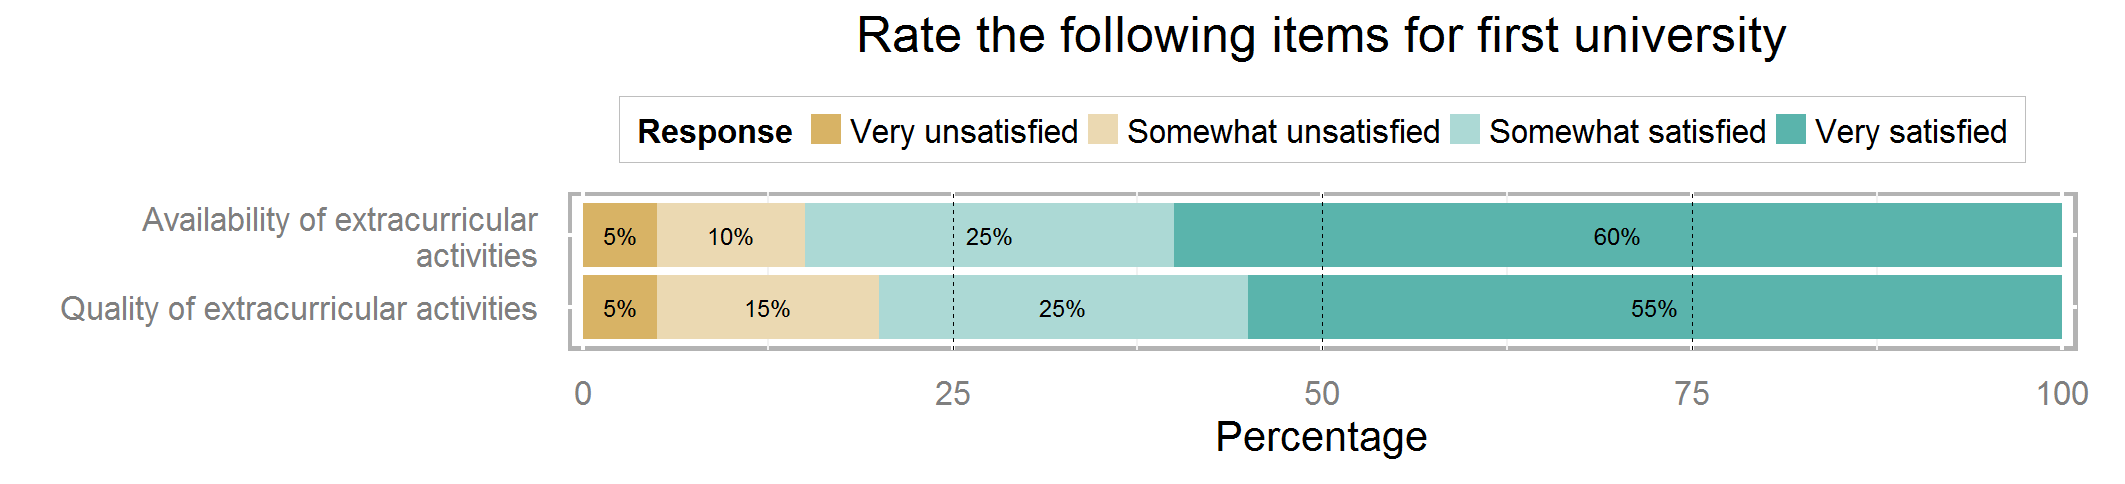 Rate the following items for first university
Response Very unsatisfied Somewhat unsatisfied Somewhat satisfied Very satisfied
Availability of extracurricular
activities
5% 10% 25% 60%
Quality of extracurricular activities
5% 15% 25% 55%
0 25 50 75 100
Percentage